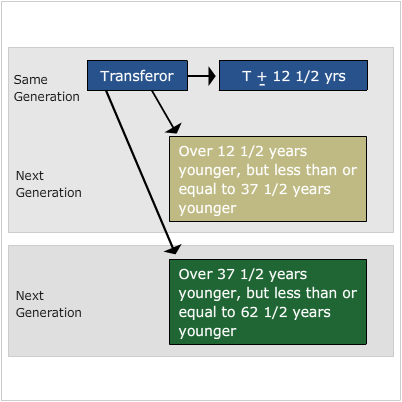 Same
Generation
Transferor
T ± 12 1/2 yrs
Next
Generation
Over 12 1/2 years
younger, but less than or
equal to 37 1/2 years
younger
Next
Generation
Over 37 1/2 years
younger, but less than or
equal to 62 1/2 years
younger